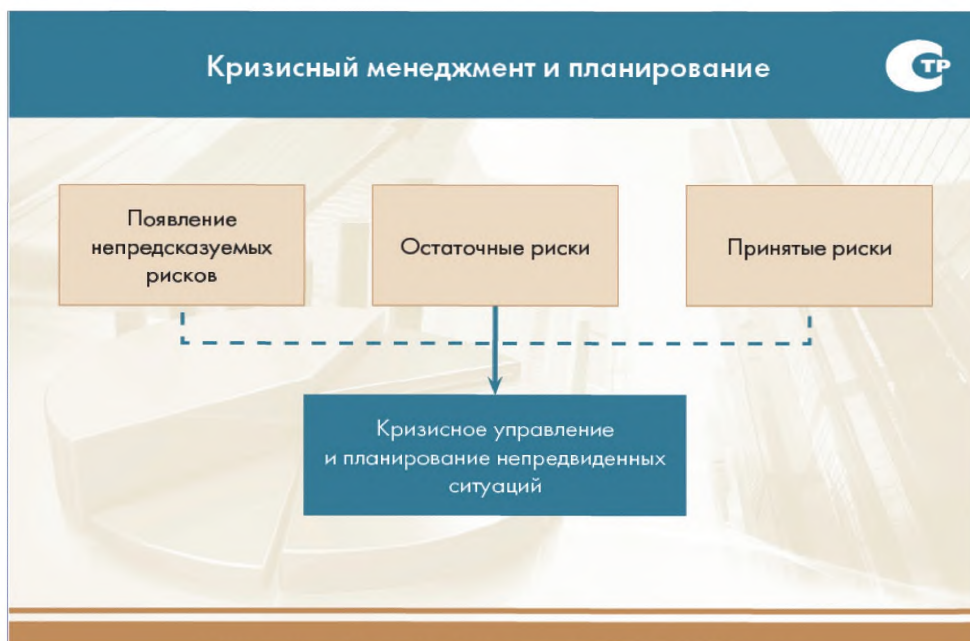 Кризисный менеджмент и планирование
СТР
Появление
непредсказуемых
рисков
Остаточные риски
Принятые риски
Кризисное управление
и планирование непредвиденных
ситуаций